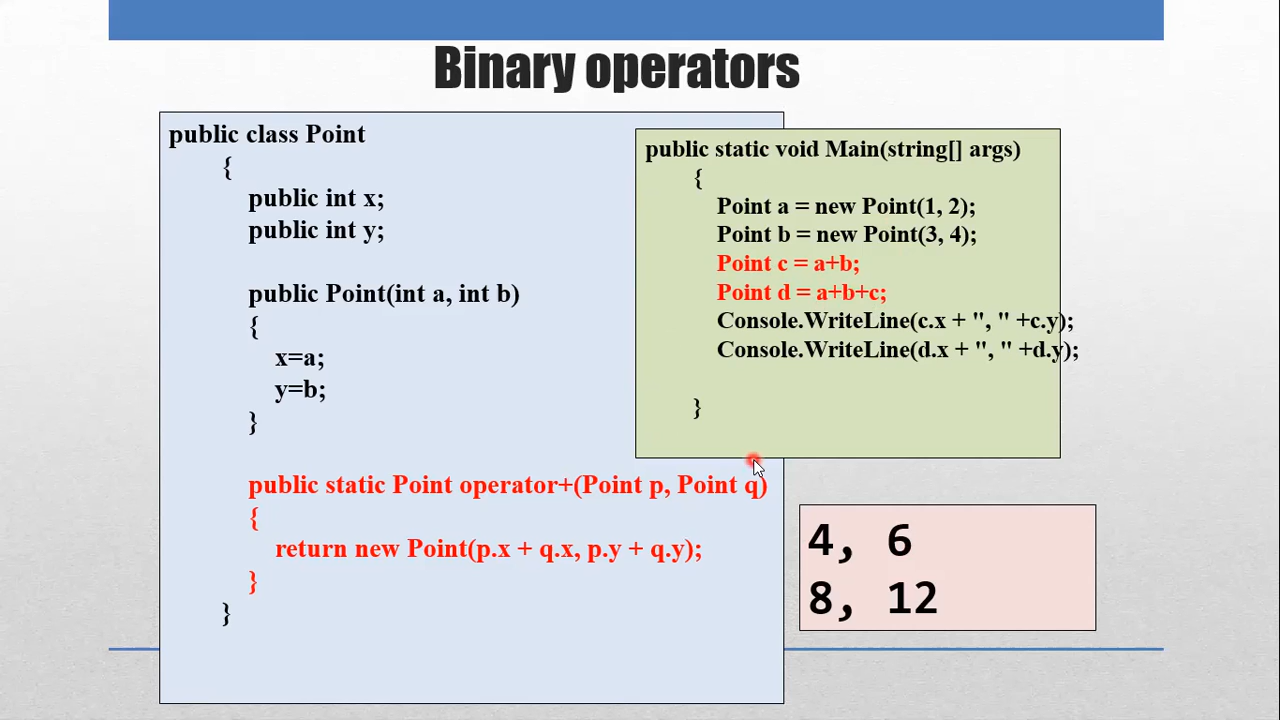 Binary operators
public class Point
{
public int x;
public int y;
public Point(int a, int b)
{
x=a;
y=b;
}
public static Point operator+(Point p, Point q)
{
return new Point(p.x + q.x, p.y + q.y);
}
}
public static void Main(string[] args)
{
Point a = new Point(1, 2);
Point b = new Point(3, 4);
Point c = a+b;
Point d = a+b+c;
Console.WriteLine(c.x + ", " +c.y);
Console.WriteLine(d.x + ", " +d.y);
}
4, 6
8, 12